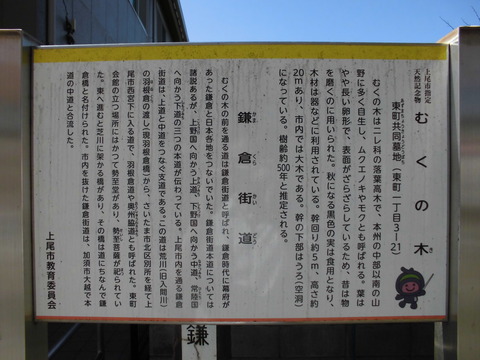 上尾市指定
天然記念物
むくの木
東町共同墓地（東町一丁目３‐21）
むくの木はニレ科の落葉高木で、本州の中部以南の山
野に多く自生し、ムクエノキやモクとも呼ばれる。葉は
やや長い卵形で、表面がざらざらしているため、昔は物
を磨くのに用いられた。秋になる黒色の実は食用となり、
木材は器などに利用されている。幹回り約５ｍ、高さ約
20ｍあり、市内では大木である。幹の下部はうろ（空洞）
になっている。樹齢約500年と推定される。
鎌倉街道
かまくらかいどう
むくの木の前を通る道は鎌倉街道と呼ばれ、鎌倉時代に幕府が
あった鎌倉と日本各地をつないでいた。鎌倉街道本道については
諸説あるが、上野国へ向かう上道、下野国へ向かう中道、常陸国
へ向かう下道の三つの本道が伝わっている。上尾市内を通る鎌倉
街道は、上道と中道をつなぐ支道である。この道は荒川（旧入間川）
の羽根倉の渡し（現羽根倉橋）から、さいたま市北区別所を経て上
尾市西宮下に入る道で、羽根倉道や奥州脇道とも呼ばれた。東町
会館の立つ場所にはかつて勢至堂があり、勢至菩薩が祀られてい
た。東へ進むと芝川に架かる橋があり、その橋は道にちなんで鎌
倉橋と名付けられた。市内を抜けた鎌倉街道は、加須市大越で本
道の中道と合流した。
上尾市教育委員会
鎌